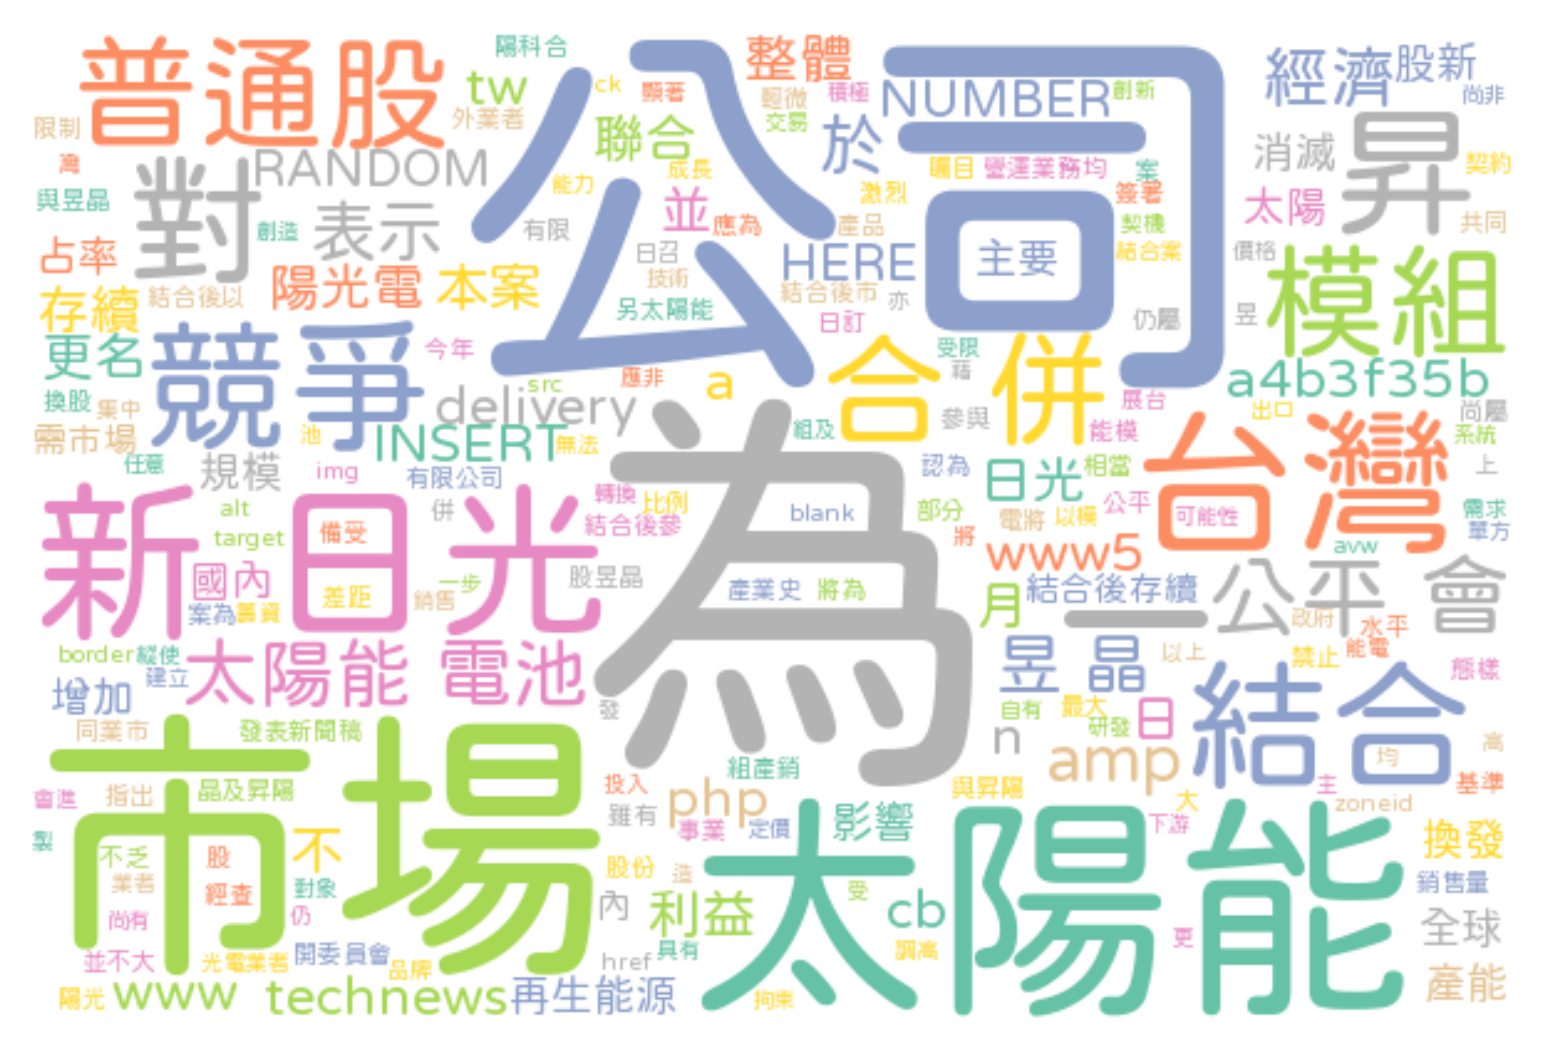 陽科合
整體
經濟
股新
普通股
tw
ck
顯著
輕微
積極
NUMBER
創新
尚非
公司
限制
外業者
聯合
交易
於
消滅
昇
契約
灣
RANDOM
成長
矚目
營運業務均
案
對
能力
激烈
簽署
太陽
與昱晶
創造
表示
有限
並
應為
產品
契機
共同
占率
日召
HERE
主要
結合案
價格
模組
陽光電
本案
技術
結合後市
亦
存續
結合後以
另太陽能
日訂
仍屬
昱
更名
競爭
今年
合併
受限
應非
src
a
藉
a4b3f35b
換股
集中
delivery
參與
展台
出口
尚屬
需市場
池
INSERT
無法
為
組及
能模
台灣
系統
任意
規模
img
有限公司
認為
日光
相當
上
新日光
alt
併
轉換
比例
blank
部分
電將
以模
公平
可能性
需求
單方
target
備受
結合後參
將
www5
avw
國內
股昱晶
產業史
將為
月
結合後存續
一
公平會
案為
籌資
差距
銷售
一步
政府
水平
border
縱使
太陽能
電池
昱晶
以上
禁止
能電
態樣
增加
建立
發
自有
最大
研發
日
結合
同業市
發表新聞稿
n
amp
均
高
市場
組產銷
會進
指出
晶及昇陽
投入
php
與昇陽
大
主
zoneid
基準
雖有
事業
定價
影響
下游
製
不乏
股
不
太陽能
換發
業者
經查
對象
股份
造
受
銷售量
尚有
仍
內
利益
cb
全球
並不大
光電業者
開委員會
品牌
href
具有
調高
更
陽光
www
technews
再生能源
拘束
產能